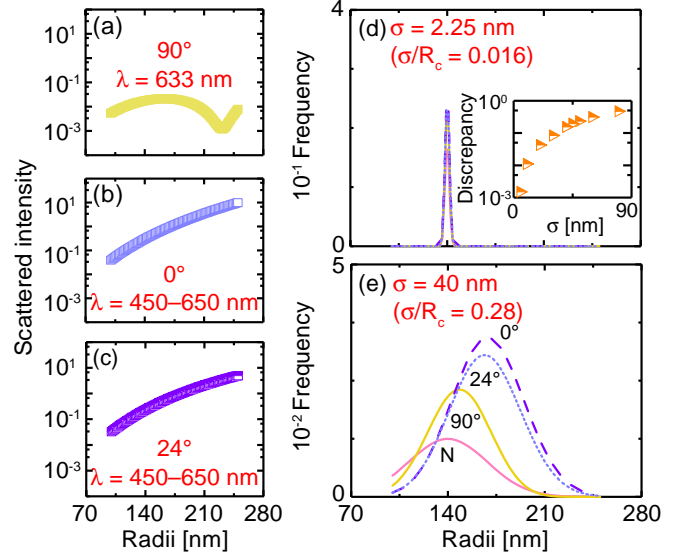 Scattered intensity
10¹
10⁻¹
10⁻³
(a)
90°
λ = 633 nm
10¹
10⁻¹
10⁻³
(b)
0°
λ = 450–650 nm
10¹
10⁻¹
10⁻³
(c)
24°
λ = 450–650 nm
70 140 210 280
Radii [nm]
10⁻¹ Frequency
4
2
0
(d) σ = 2.25 nm
(σ/R_c = 0.016)
Discrepancy
10⁰
10⁻³
0 90
σ [nm]
10⁻² Frequency
5
0
(e) σ = 40 nm
(σ/R_c = 0.28)
0°
24°
90°
N
70 140 210 280
Radii [nm]